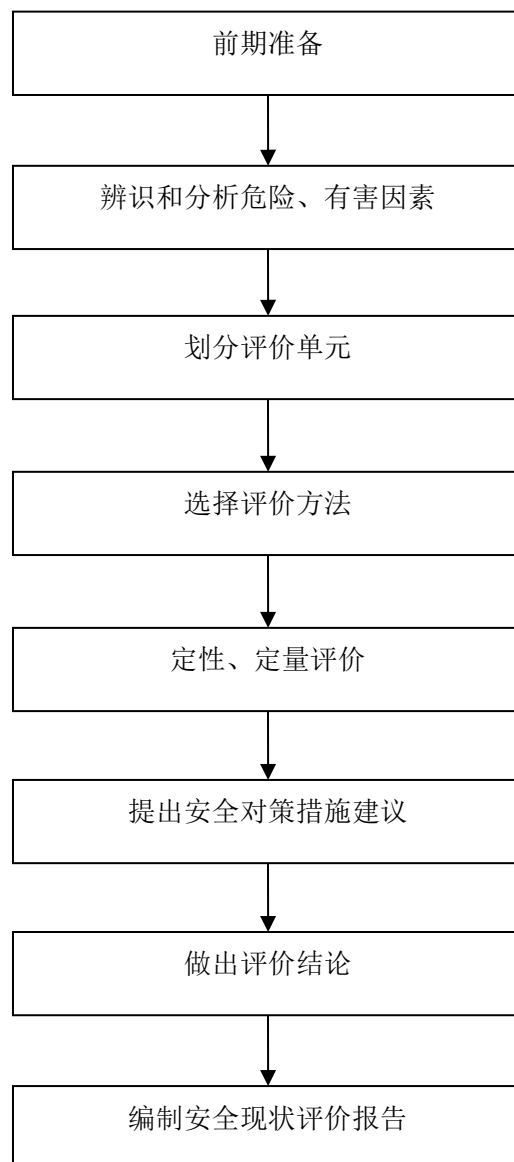 前期准备
辨识和分析危险、有害因素
划分评价单元
选择评价方法
定性、定量评价
提出安全对策措施建议
做出评价结论
编制安全现状评价报告